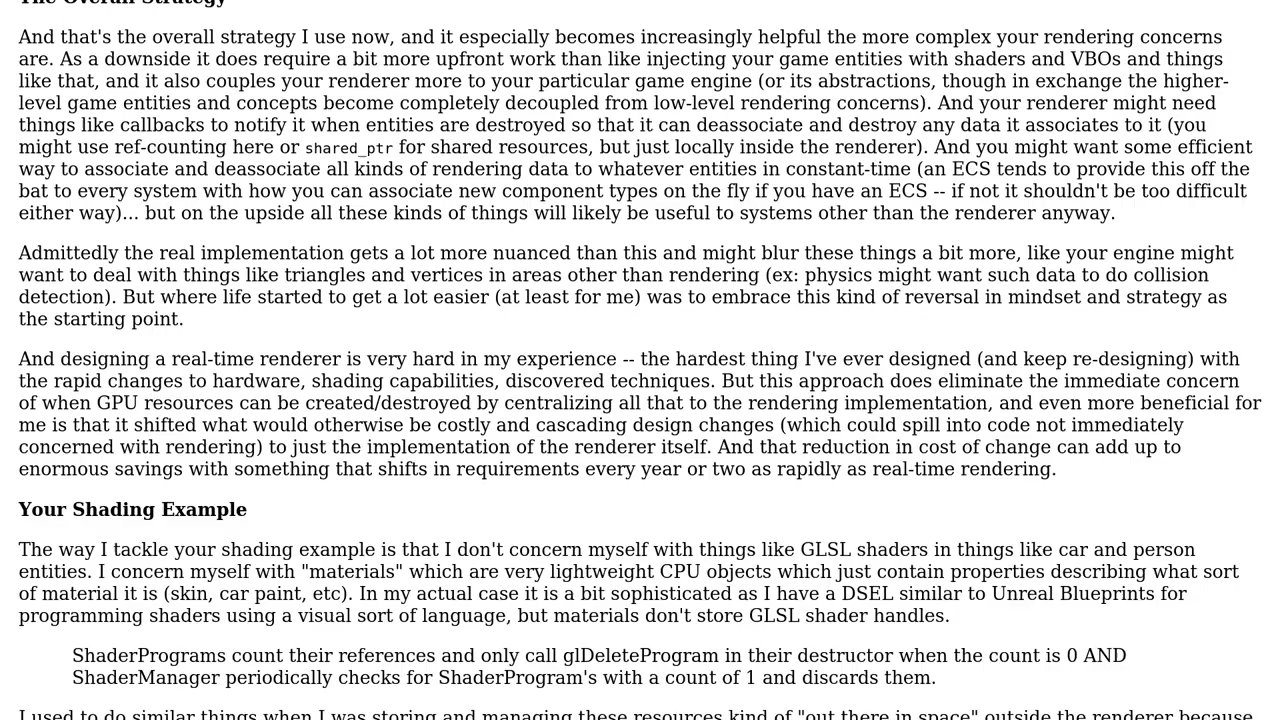 The Overall Strategy
And that's the overall strategy I use now, and it especially becomes increasingly helpful the more complex your rendering concerns
are. As a downside it does require a bit more upfront work than like injecting your game entities with shaders and VBOs and things
like that, and it also couples your renderer more to your particular game engine (or its abstractions, though in exchange the higher-
level game entities and concepts become completely decoupled from low-level rendering concerns). And your renderer might need
things like callbacks to notify it when entities are destroyed so that it can deassociate and destroy any data it associates to it (you
might use ref-counting here or shared_ptr for shared resources, but just locally inside the renderer). And you might want some efficient
way to associate and deassociate all kinds of rendering data to whatever entities in constant-time (an ECS tends to provide this off the
bat to every system with how you can associate new component types on the fly if you have an ECS -- if not it shouldn't be too difficult
either way)... but on the upside all these kinds of things will likely be useful to systems other than the renderer anyway.
Admittedly the real implementation gets a lot more nuanced than this and might blur these things a bit more, like your engine might
want to deal with things like triangles and vertices in areas other than rendering (ex: physics might want such data to do collision
detection). But where life started to get a lot easier (at least for me) was to embrace this kind of reversal in mindset and strategy as
the starting point.
And designing a real-time renderer is very hard in my experience -- the hardest thing I've ever designed (and keep re-designing) with
the rapid changes to hardware, shading capabilities, discovered techniques. But this approach does eliminate the immediate concern
of when GPU resources can be created/destroyed by centralizing all that to the rendering implementation, and even more beneficial for
me is that it shifted what would otherwise be costly and cascading design changes (which could spill into code not immediately
concerned with rendering) to just the implementation of the renderer itself. And that reduction in cost of change can add up to
enormous savings with something that shifts in requirements every year or two as rapidly as real-time rendering.
Your Shading Example
The way I tackle your shading example is that I don't concern myself with things like GLSL shaders in things like car and person
entities. I concern myself with "materials" which are very lightweight CPU objects which just contain properties describing what sort
of material it is (skin, car paint, etc). In my actual case it is a bit sophisticated as I have a DSEL similar to Unreal Blueprints for
programming shaders using a visual sort of language, but materials don't store GLSL shader handles.
ShaderPrograms count their references and only call glDeleteProgram in their destructor when the count is 0 AND
ShaderManager periodically checks for ShaderProgram's with a count of 1 and discards them.
I used to do similar things when I was storing and managing these resources kind of "out there in space" outside the renderer because